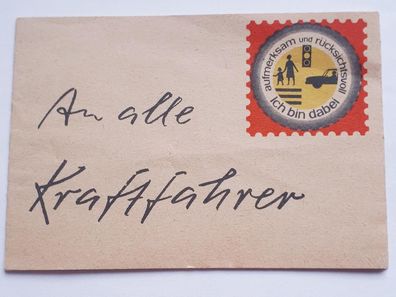 aufmerksam und rücksichtsvoll
ich bin dabei
An alle
Kraftfahrer